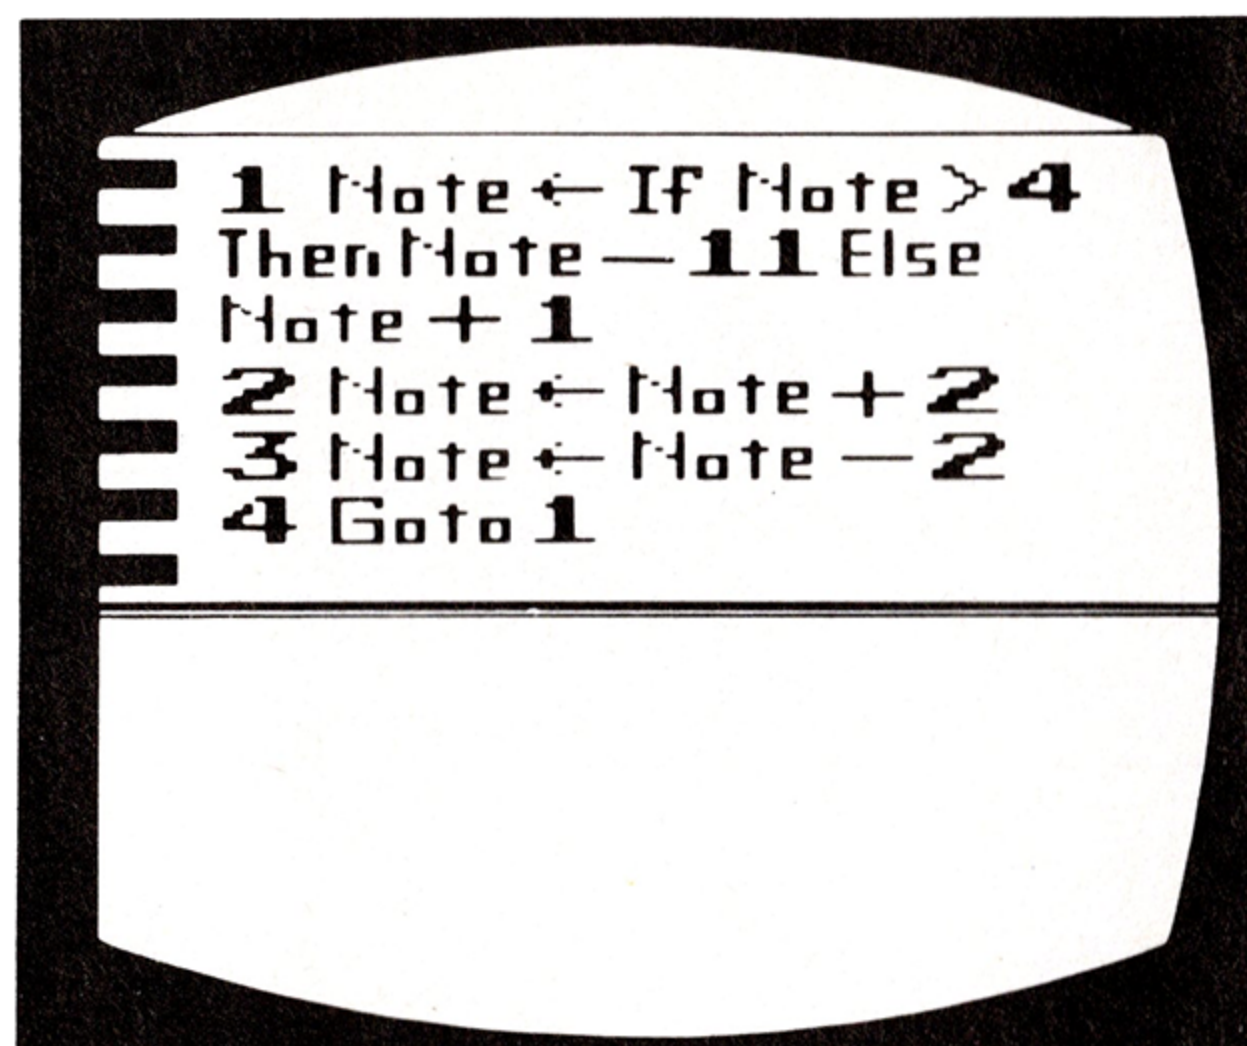 1 Note ← If Note > 4
Then Note — 11 Else
Note + 1
2 Note ← Note + 2
3 Note ← Note — 2
4 Goto 1